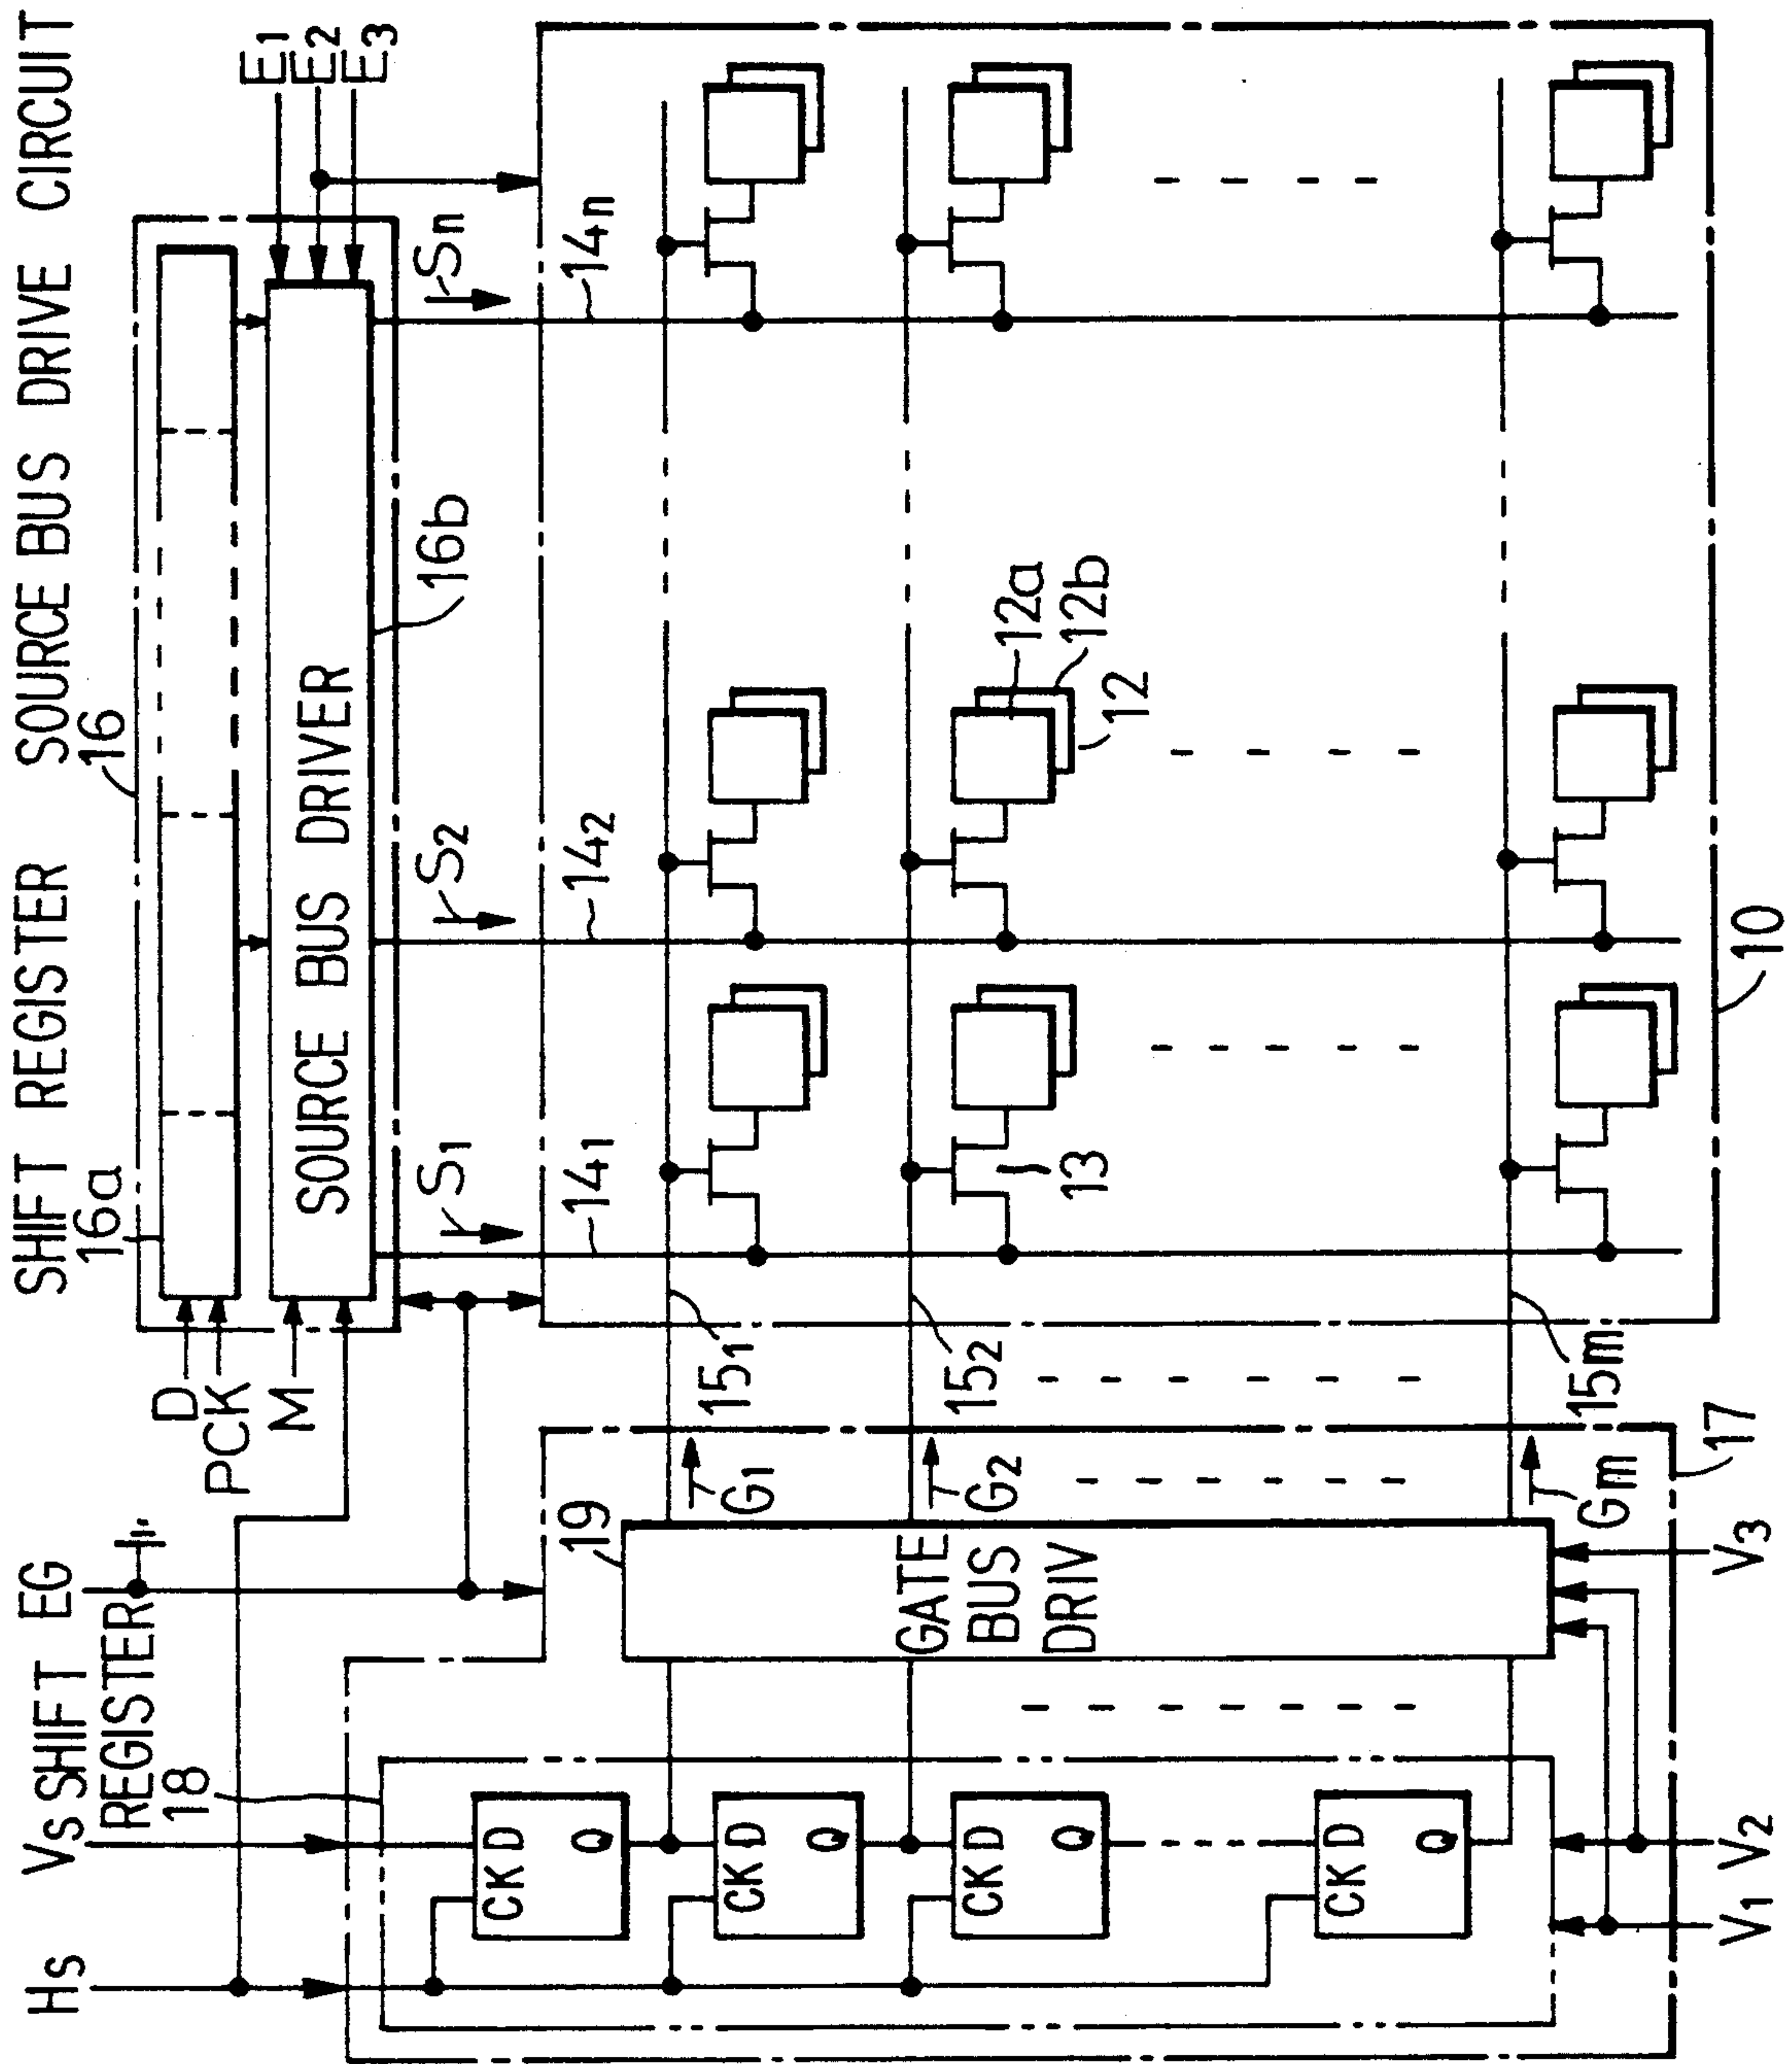 SHIFT REGISTER SOURCE BUS DRIVE CIRCUIT
16a
16
E1
E2
E3
D
PCK
M
SOURCE BUS DRIVER
16b
S1
S2
Sn
141
142
14n
Hs
Vs
SHIFT REGISTER
18
EG
19
GATE BUS DRIV
CK D
Q
CK D
Q
CK D
Q
CK D
Q
G1
G2
Gm
151
152
15m
13
12a
12b
12
10
17
V1
V2
V3